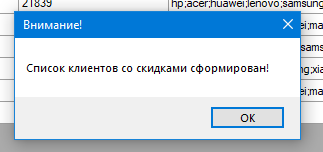 21839 hp;acer;huawei;lenovo;samsung
Внимание!
Список клиентов со скидками сформирован!
OK